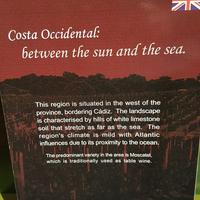 Costa Occidental:
between the sun and the sea.
This region is situated in the west of the
province, bordering Cádiz. The landscape
is characterised by hills of white limestone
soil that stretch as far as the sea. The
region's climate is mild with Atlantic
influences due to its proximity to the ocean.
The predominant variety in the area is Moscatel,
which is traditionally used as table wine.